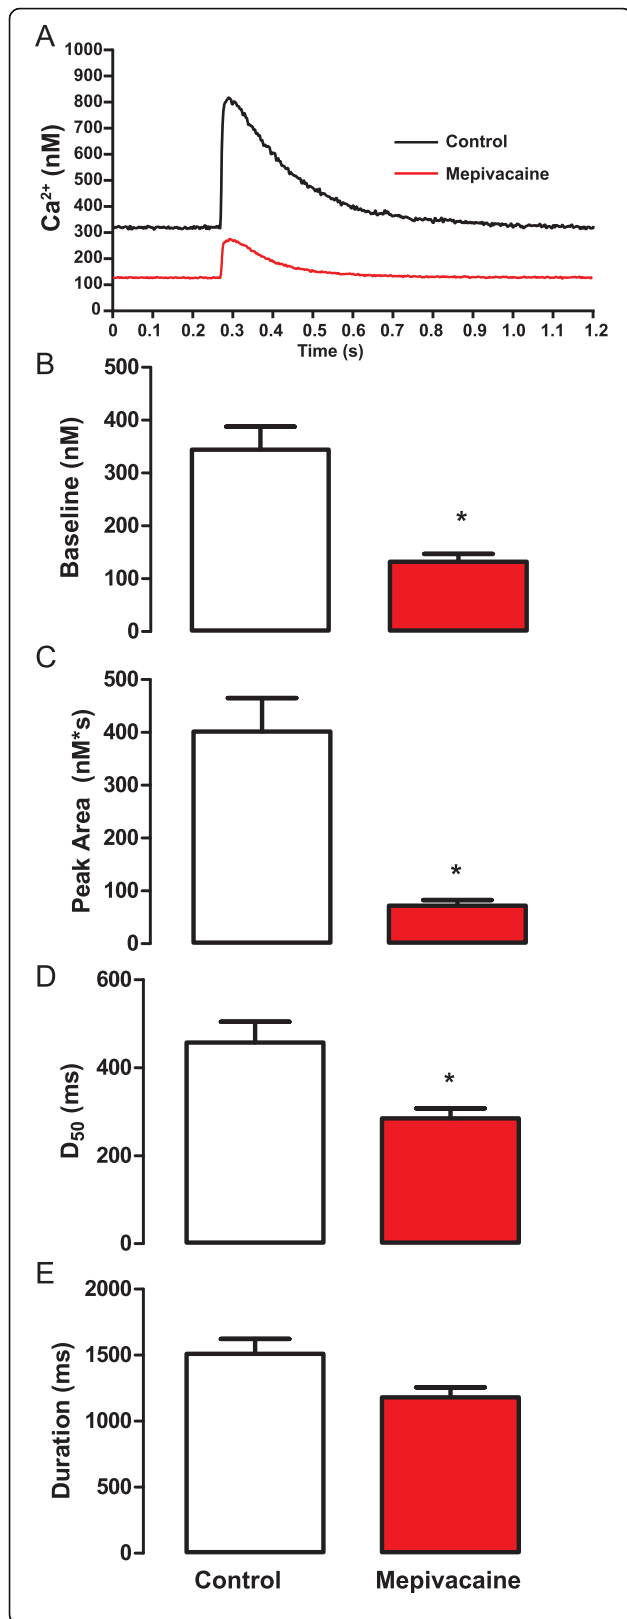 A
1000
900
800
700
600
500
400
300
200
100
0
Ca²⁺ (nM)
Control
Mepivacaine
0 0.1 0.2 0.3 0.4 0.5 0.6 0.7 0.8 0.9 1.0 1.1 1.2
Time (s)
B
500
400
300
200
100
0
Baseline (nM)
*
C
500
400
300
200
100
0
Peak Area (nM*s)
*
D
600
400
200
0
D₅₀ (ms)
*
E
2000
1500
1000
500
0
Duration (ms)
Control Mepivacaine